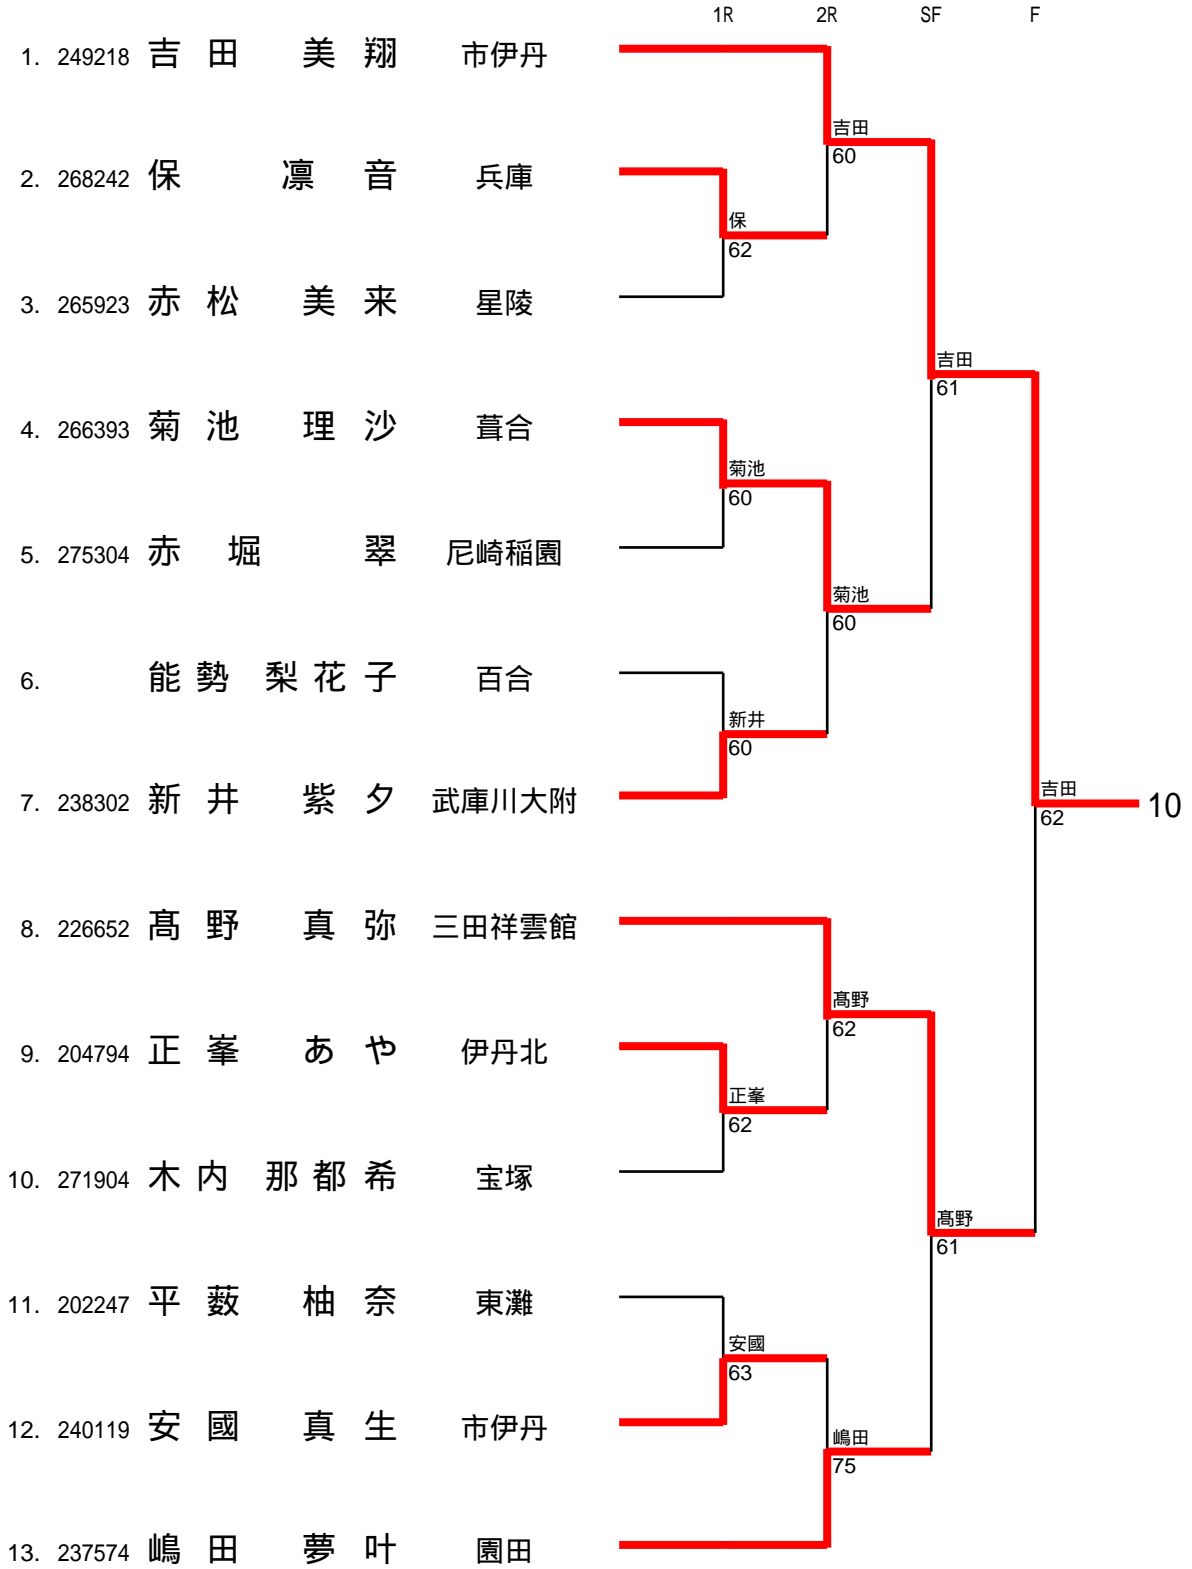 1R 2R SF F
1. 249218 吉田 美翔 市伊丹
吉田
60
2. 268242 保 凛音 兵庫
保
62
3. 265923 赤松 美来 星陵
吉田
61
4. 266393 菊池 理沙 葺合
菊池
60
5. 275304 赤堀 翠 尼崎稲園
菊池
60
6. 能勢 梨花子 百合
新井
60
7. 238302 新井 紫夕 武庫川大附
吉田
62
10
8. 226652 髙野 真弥 三田祥雲館
髙野
62
9. 204794 正峯 あや 伊丹北
正峯
62
10. 271904 木内 那都希 宝塚
髙野
61
11. 202247 平薮 柚奈 東灘
安國
63
12. 240119 安國 真生 市伊丹
嶋田
75
13. 237574 嶋田 夢叶 園田